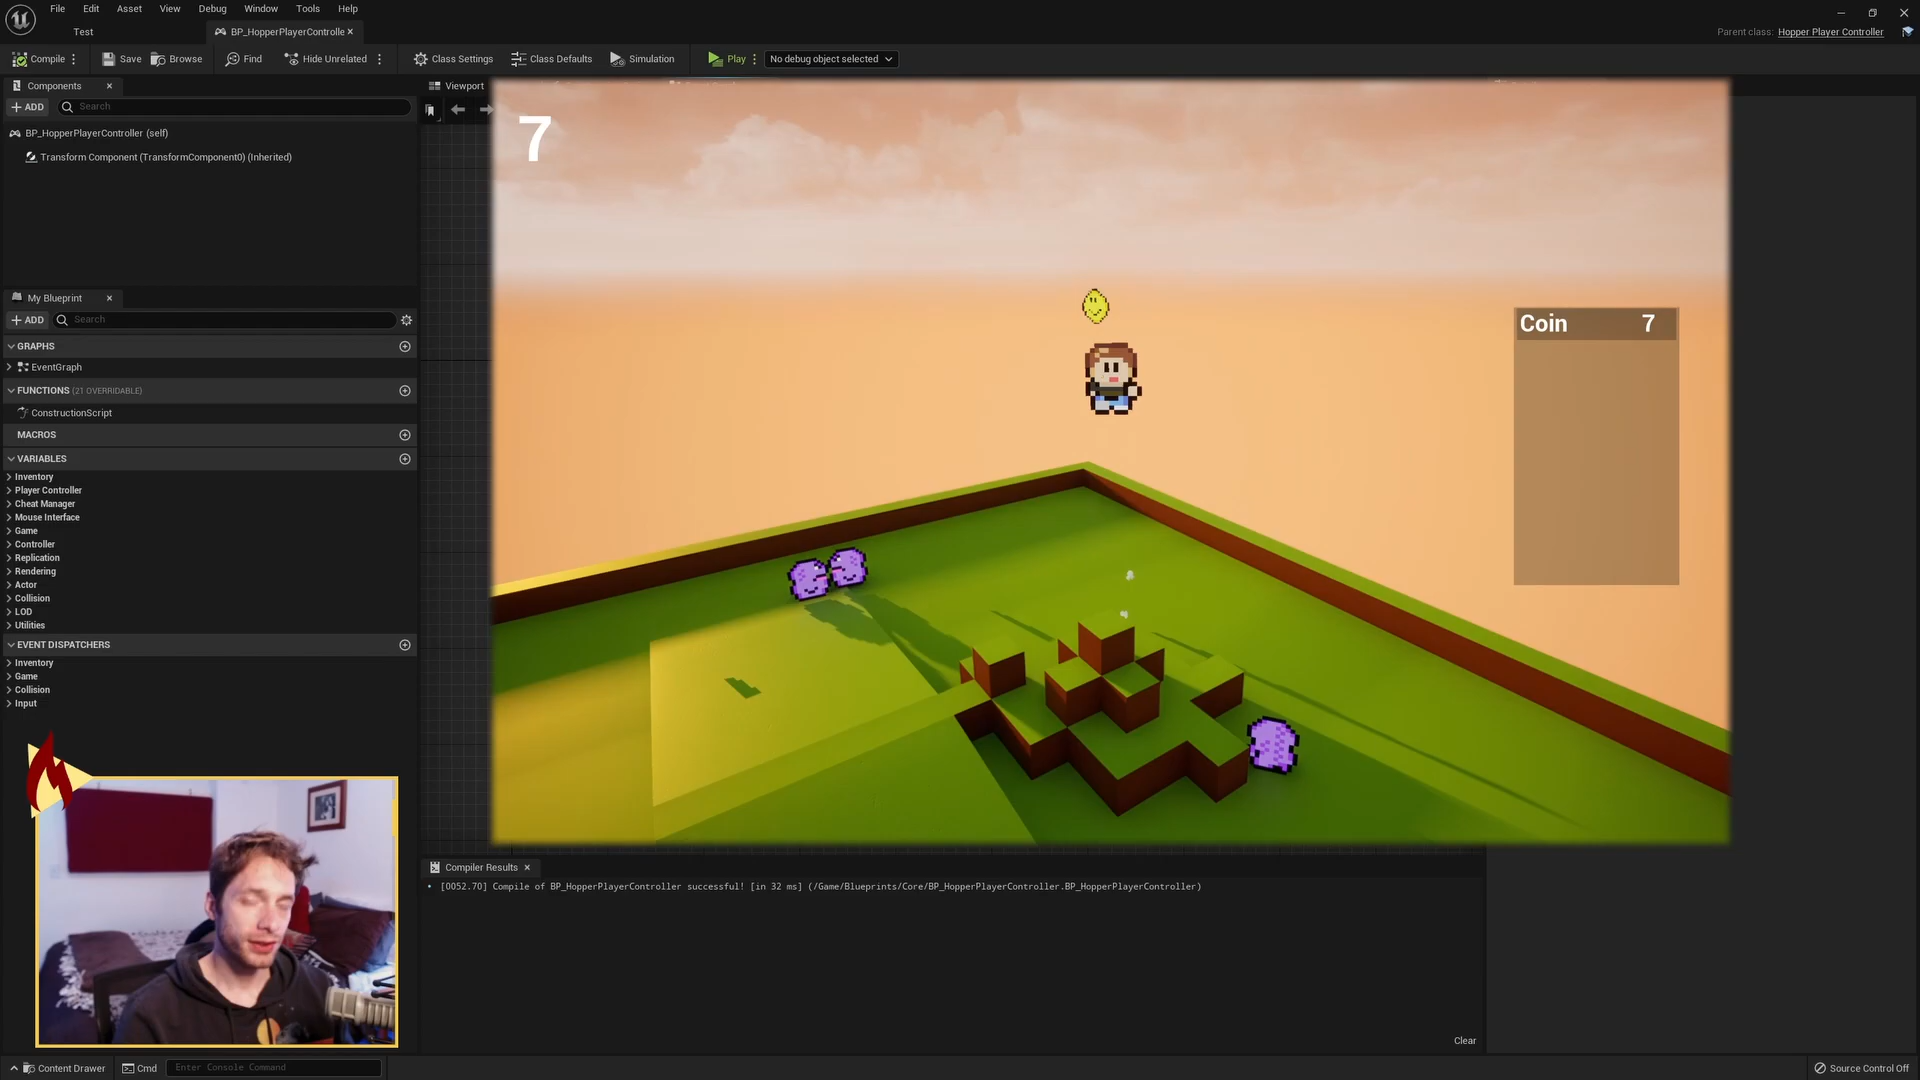 File Edit Asset View Debug Window Tools Help
Test
BP_HopperPlayerControlle
Parent class: Hopper Player Controller
Compile Save Browse Find Hide Unrelated Class Settings Class Defaults Simulation Play No debug object selected
Components
Viewport
+ ADD Search
BP_HopperPlayerController (self)
Transform Component (TransformComponent0) (Inherited)
7
Coin 7
My Blueprint
+ ADD Search
GRAPHS
EventGraph
FUNCTIONS (21 OVERRIDABLE)
ConstructionScript
MACROS
VARIABLES
Inventory
Player Controller
Cheat Manager
Mouse Interface
Game
Controller
Replication
Rendering
Actor
Collision
LOD
Utilities
EVENT DISPATCHERS
Inventory
Game
Collision
Input
Compiler Results
[0052.70] Compile of BP_HopperPlayerController successful! [in 32 ms] (/Game/Blueprints/Core/BP_HopperPlayerController.BP_HopperPlayerController)
Clear
Content Drawer Cmd Enter Console Command Source Control Off